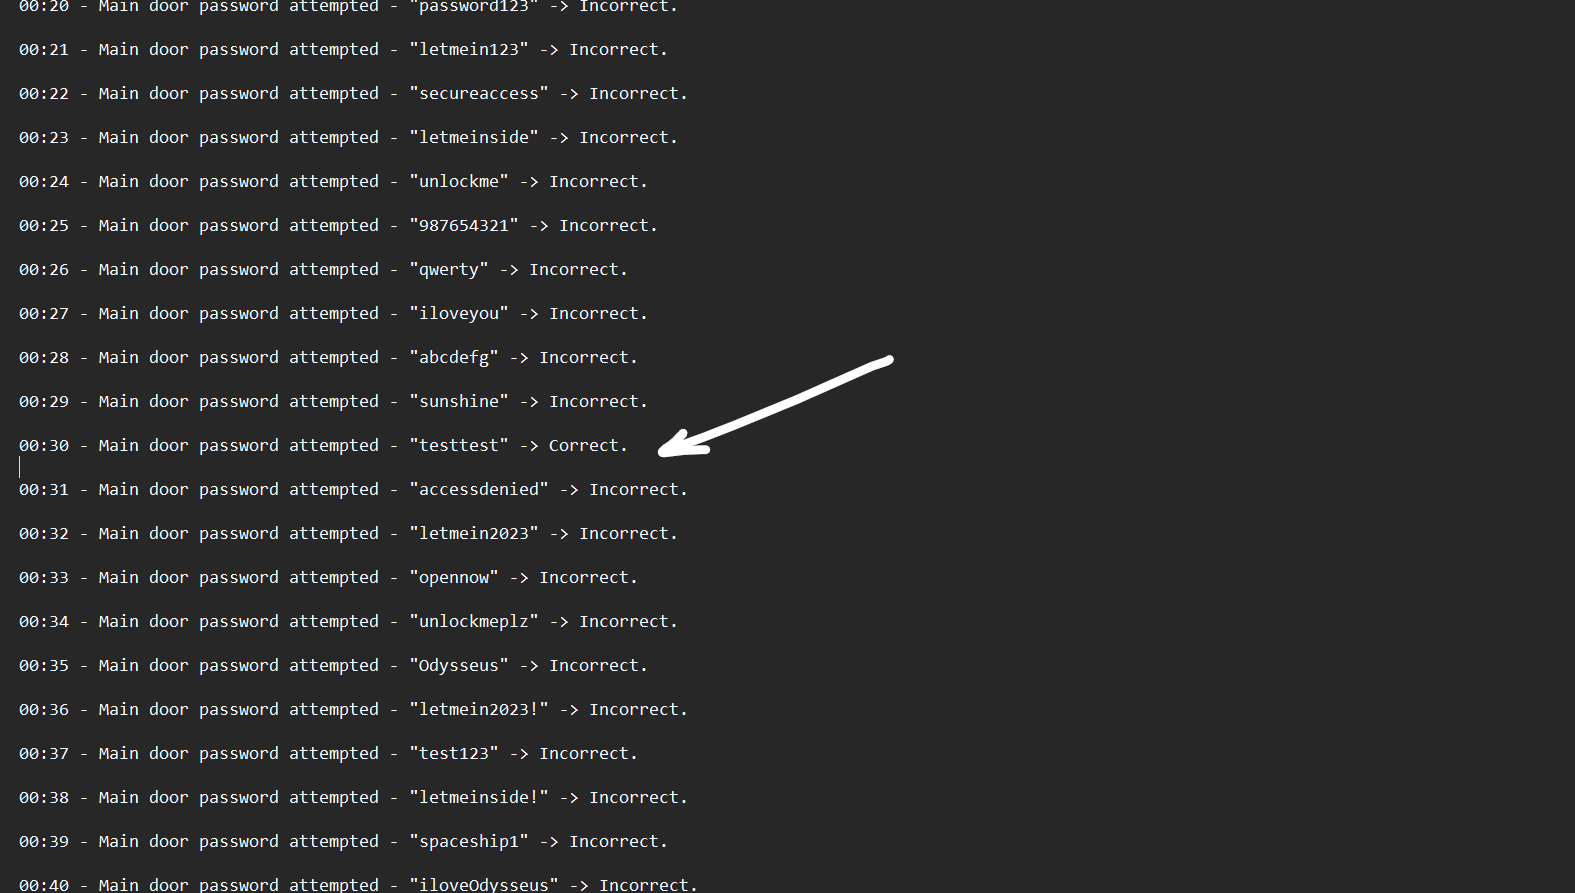 00:20 - Main door password attempted - "password123" -> Incorrect.
00:21 - Main door password attempted - "letmein123" -> Incorrect.
00:22 - Main door password attempted - "secureaccess" -> Incorrect.
00:23 - Main door password attempted - "letmeinside" -> Incorrect.
00:24 - Main door password attempted - "unlockme" -> Incorrect.
00:25 - Main door password attempted - "987654321" -> Incorrect.
00:26 - Main door password attempted - "qwerty" -> Incorrect.
00:27 - Main door password attempted - "iloveyou" -> Incorrect.
00:28 - Main door password attempted - "abcdefg" -> Incorrect.
00:29 - Main door password attempted - "sunshine" -> Incorrect.
00:30 - Main door password attempted - "testtest" -> Correct.
00:31 - Main door password attempted - "accessdenied" -> Incorrect.
00:32 - Main door password attempted - "letmein2023" -> Incorrect.
00:33 - Main door password attempted - "opennow" -> Incorrect.
00:34 - Main door password attempted - "unlockmeplz" -> Incorrect.
00:35 - Main door password attempted - "Odysseus" -> Incorrect.
00:36 - Main door password attempted - "letmein2023!" -> Incorrect.
00:37 - Main door password attempted - "test123" -> Incorrect.
00:38 - Main door password attempted - "letmeinside!" -> Incorrect.
00:39 - Main door password attempted - "spaceship1" -> Incorrect.
00:40 - Main door password attempted - "iloveOdysseus" -> Incorrect.